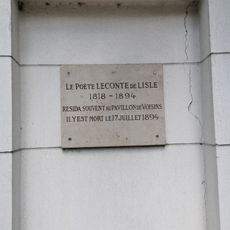 LE POÈTE LECONTE DE LISLE
1818 - 1894
RESIDA SOUVENT AU PAVILLON DE VOISINS
IL Y EST MORT LE 17 JUILLET 1894